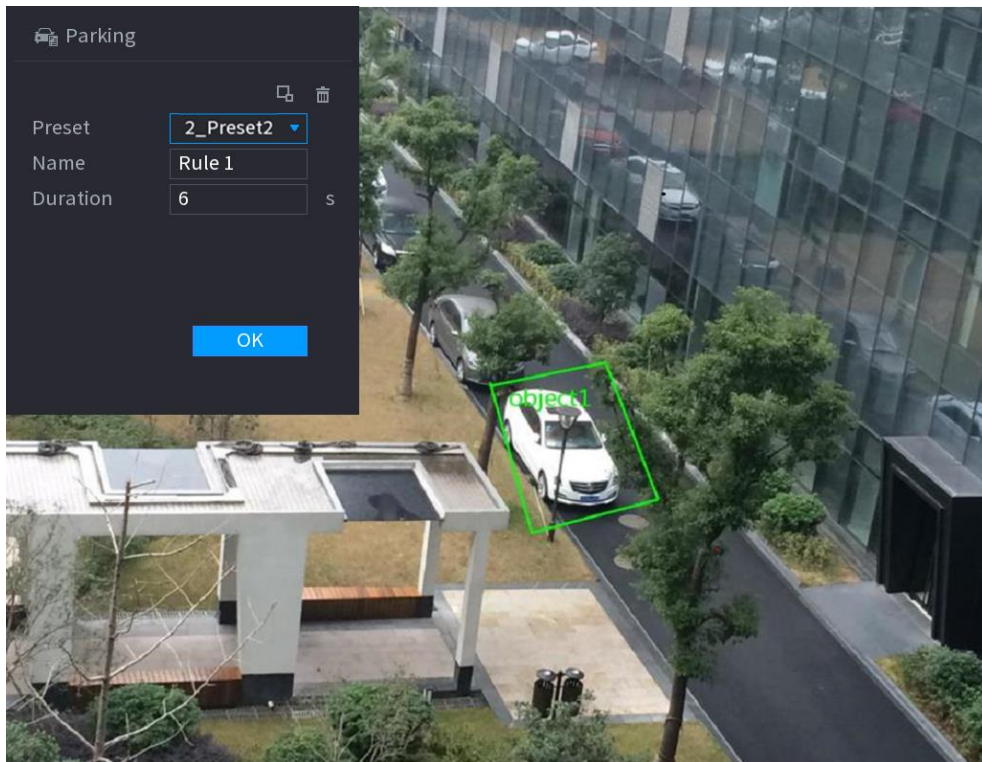 Parking
Preset 2_Preset2
Name Rule 1
Duration 6 s
OK
object1